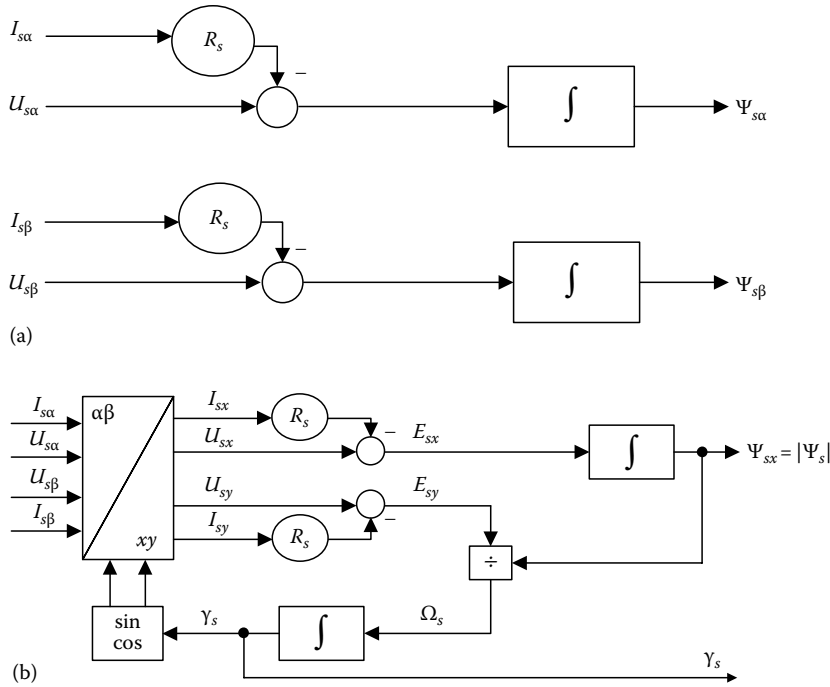 I_sα
R_s
−
U_sα
∫
Ψ_sα
I_sβ
R_s
−
U_sβ
∫
Ψ_sβ
(a)
I_sα
U_sα
U_sβ
I_sβ
αβ
xy
I_sx
R_s
−
U_sx
E_sx
∫
Ψ_sx = |Ψ_s|
U_sy
E_sy
I_sy
R_s
−
÷
sin
cos
γ_s
∫
Ω_s
γ_s
(b)